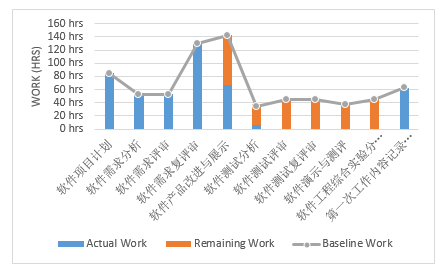 160 hrs
140 hrs
120 hrs
100 hrs
80 hrs
60 hrs
40 hrs
20 hrs
0 hrs
WORK (HRS)
软件项目计划
软件需求分析
软件需求评审
软件需求复评审
软件产品改进与展示
软件测试分析
软件测试评审
软件测试复评审
软件演示与测评
软件工程综合实验分…
第一次工作内容记录…
Actual Work
Remaining Work
Baseline Work